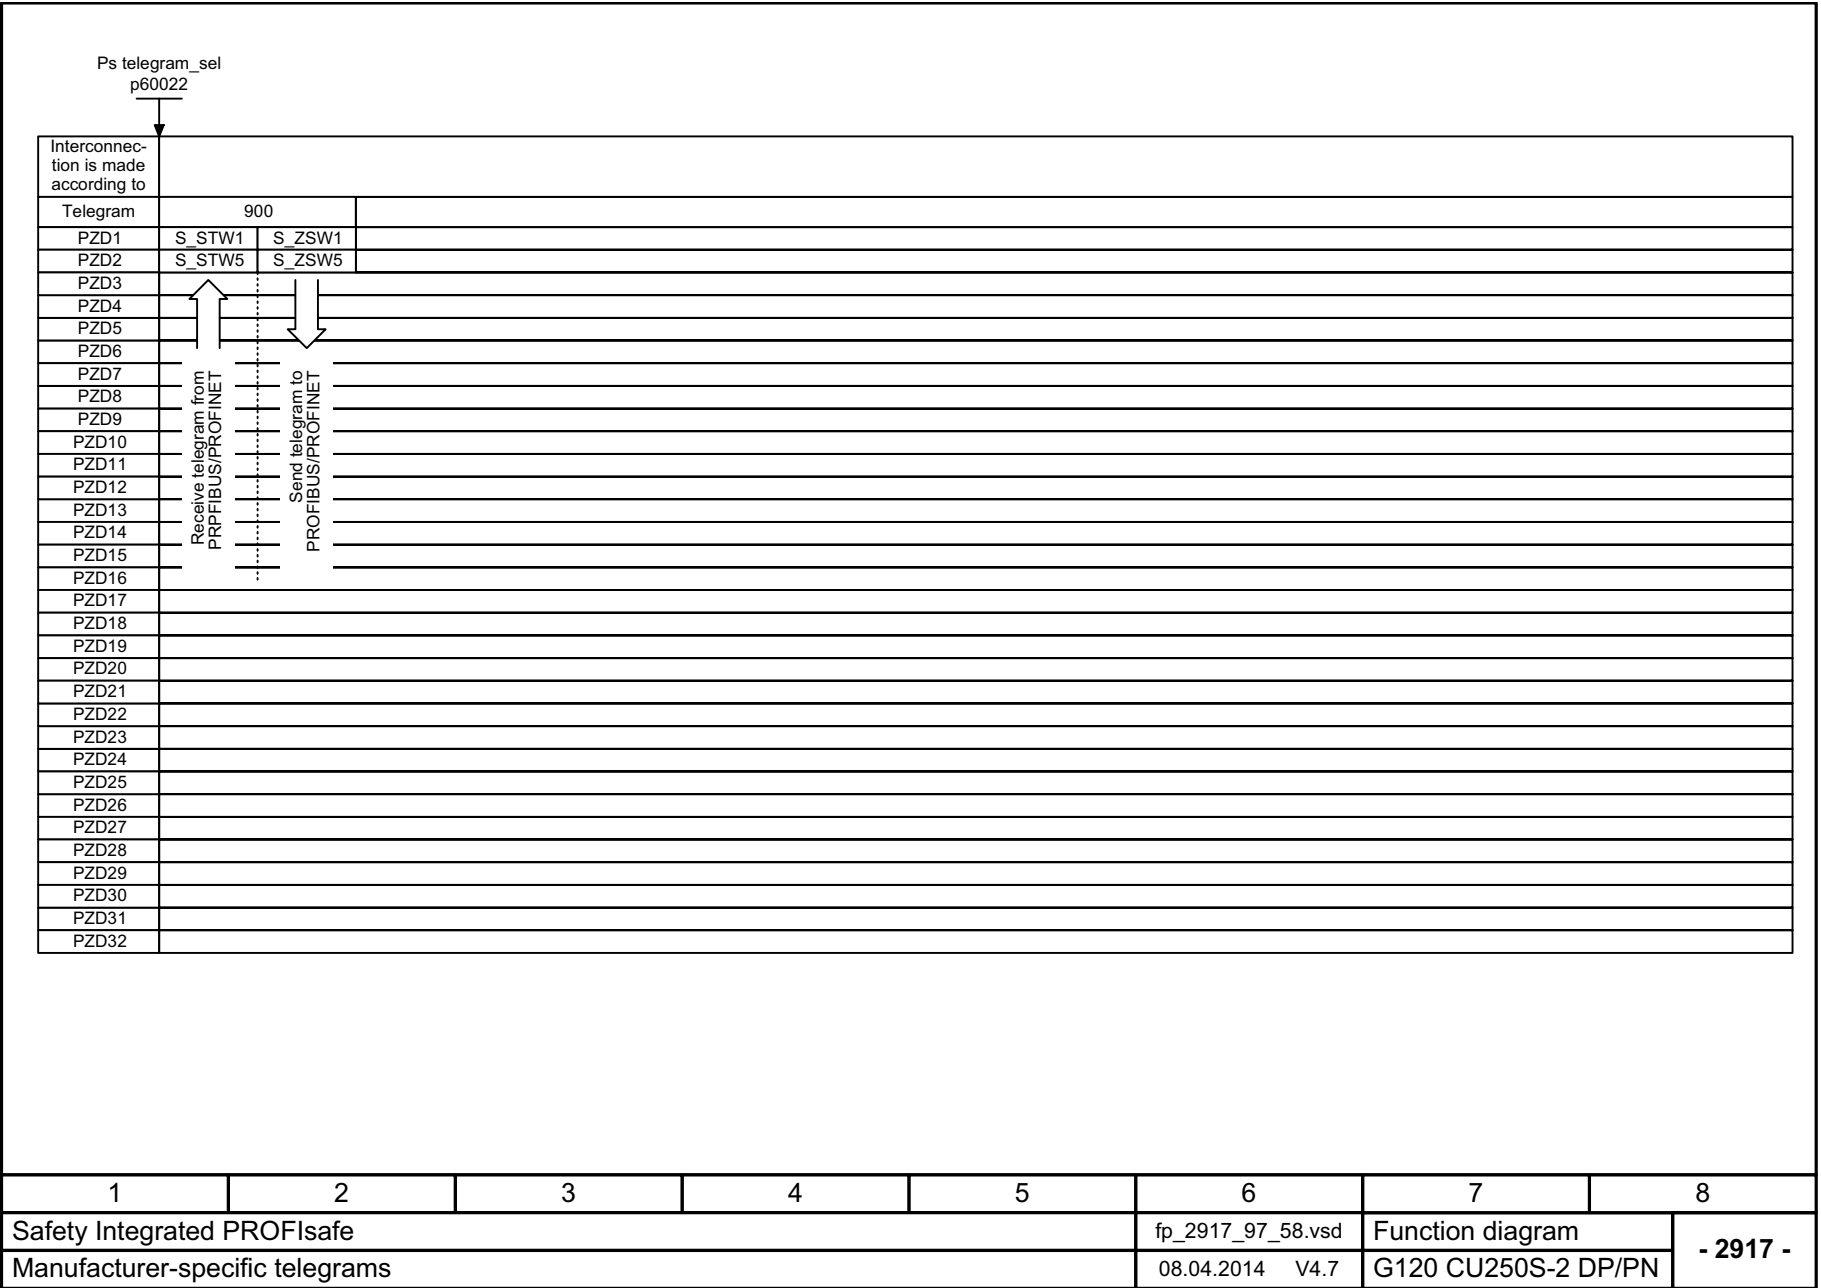 Ps telegram_sel
p60022
Interconnec-
tion is made
according to
Telegram 900
PZD1 S_STW1 S_ZSW1
PZD2 S_STW5 S_ZSW5
PZD3
PZD4
PZD5
PZD6
PZD7
PZD8
PZD9
PZD10
PZD11
PZD12
PZD13
PZD14
PZD15
PZD16
PZD17
PZD18
PZD19
PZD20
PZD21
PZD22
PZD23
PZD24
PZD25
PZD26
PZD27
PZD28
PZD29
PZD30
PZD31
PZD32
Receive telegram from
PRPFIBUS/PROFINET
Send telegram to
PROFIBUS/PROFINET
1 2 3 4 5 6 7 8
Safety Integrated PROFIsafe fp_2917_97_58.vsd Function diagram
- 2917 -
Manufacturer-specific telegrams 08.04.2014 V4.7 G120 CU250S-2 DP/PN